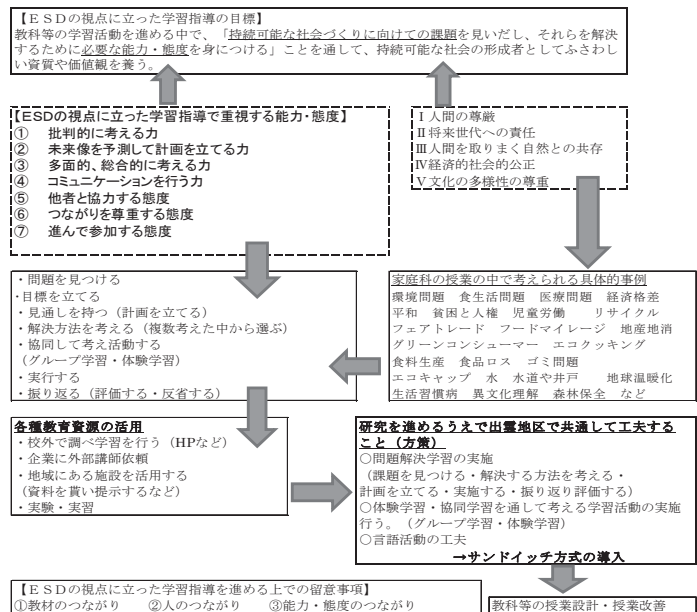 【ＥＳＤの視点に立った学習指導の目標】
教科等の学習活動を進める中で、「持続可能な社会づくりに向けての課題を見いだし、それらを解決
するために必要な能力・態度を身につける」ことを通して、持続可能な社会の形成者としてふさわし
い資質や価値観を養う。
【ESDの視点に立った学習指導で重視する能力・態度】
①　批判的に考える力
②　未来像を予測して計画を立てる力
③　多面的、総合的に考える力
④　コミュニケーションを行う力
⑤　他者と協力する態度
⑥　つながりを尊重する態度
⑦　進んで参加する態度
Ⅰ人間の尊厳
Ⅱ将来世代への責任
Ⅲ人間を取りまく自然との共存
Ⅳ経済的社会的公正
Ⅴ文化の多様性の尊重
・問題を見つける
・目標を立てる
・見通しを持つ（計画を立てる）
・解決方法を考える（複数考えた中から選ぶ）
・協同して考え活動する
（グループ学習・体験学習）
・実行する
・振り返る（評価する・反省する）
家庭科の授業の中で考えられる具体的事例
環境問題　食生活問題　医療問題　経済格差
平和　貧困と人権　児童労働　リサイクル
フェアトレード　フードマイレージ　地産地消
グリーンコンシューマー　エコクッキング
食料生産　食品ロス　ゴミ問題
エコキャップ　水　水道や井戸　地球温暖化
生活習慣病　異文化理解　森林保全　など
各種教育資源の活用
・校外で調べ学習を行う（HPなど）
・企業に外部講師依頼
・地域にある施設を活用する
（資料を貰い提示するなど）
・実験・実習
研究を進めるうえで出雲地区で共通して工夫する
こと（方策）
○問題解決学習の実施
（課題を見つける・解決する方法を考える・
計画を立てる・実施する・振り返り評価する）
○体験学習・協同学習を通して考える学習活動の実施
行う。（グループ学習・体験学習）
○言語活動の工夫
→サンドイッチ方式の導入
【ＥＳＤの視点に立った学習指導を進める上での留意事項】
①教材のつながり　②人のつながり　③能力・態度のつながり
教科等の授業設計・授業改善